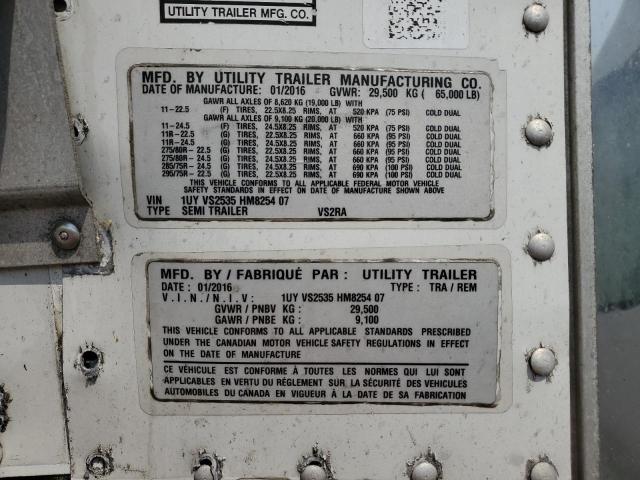 UTILITY TRAILER MFG. CO.
MFD. BY UTILITY TRAILER MANUFACTURING CO.
DATE OF MANUFACTURE: 01/2016 GVWR: 29,500 KG ( 65,000 LB)
GAWR ALL AXLES OF 8,620 KG (19,000 LB) WITH
11-22.5 (F) TIRES, 22.5X8.25 RIMS, AT 520 KPA (75 PSI) COLD DUAL
GAWR ALL AXLES OF 9,100 KG (20,000 LB) WITH
11-24.5 (F) TIRES, 24.5X8.25 RIMS, AT 520 KPA (75 PSI) COLD DUAL
11R-22.5 (G) TIRES, 22.5X8.25 RIMS, AT 660 KPA (95 PSI) COLD DUAL
11R-24.5 (G) TIRES, 24.5X8.25 RIMS, AT 660 KPA (95 PSI) COLD DUAL
275/80R - 22.5 (G) TIRES, 22.5X8.25 RIMS, AT 660 KPA (95 PSI) COLD DUAL
275/80R - 24.5 (G) TIRES, 24.5X8.25 RIMS, AT 660 KPA (95 PSI) COLD DUAL
285/75R - 24.5 (G) TIRES, 24.5X8.25 RIMS, AT 690 KPA (100 PSI) COLD DUAL
295/75R - 22.5 (G) TIRES, 22.5X8.25 RIMS, AT 690 KPA (100 PSI) COLD DUAL
THIS VEHICLE CONFORMS TO ALL APPLICABLE FEDERAL MOTOR VEHICLE
SAFETY STANDARDS IN EFFECT ON DATE OF MANUFACTURE SHOWN ABOVE
VIN 1UY VS2535 HM8254 07
TYPE SEMI TRAILER VS2RA
MFD. BY / FABRIQUÉ PAR : UTILITY TRAILER
DATE : 01/2016 TYPE : TRA / REM
V.I.N./N.I.V: 1UY VS2535 HM8254 07
GVWR / PNBV KG : 29,500
GAWR / PNBE KG : 9,100
THIS VEHICLE CONFORMS TO ALL APPLICABLE STANDARDS PRESCRIBED
UNDER THE CANADIAN MOTOR VEHICLE SAFETY REGULATIONS IN EFFECT
ON THE DATE OF MANUFACTURE
CE VÉHICULE EST CONFORME À TOUTES LES NORMES QUI LUI SONT
APPLICABLES EN VERTU DU RÉGLEMENT SUR LA SÉCURITÉ DES VEHICULES
AUTOMOBILES DU CANADA EN VIGUEUR À LA DATE DE SA FABRICATION